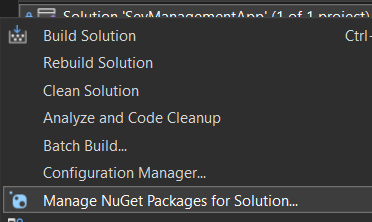 Solution 'SevManagementApp' (1 of 1 project)
Build Solution Ctrl-
Rebuild Solution
Clean Solution
Analyze and Code Cleanup
Batch Build...
Configuration Manager...
Manage NuGet Packages for Solution...